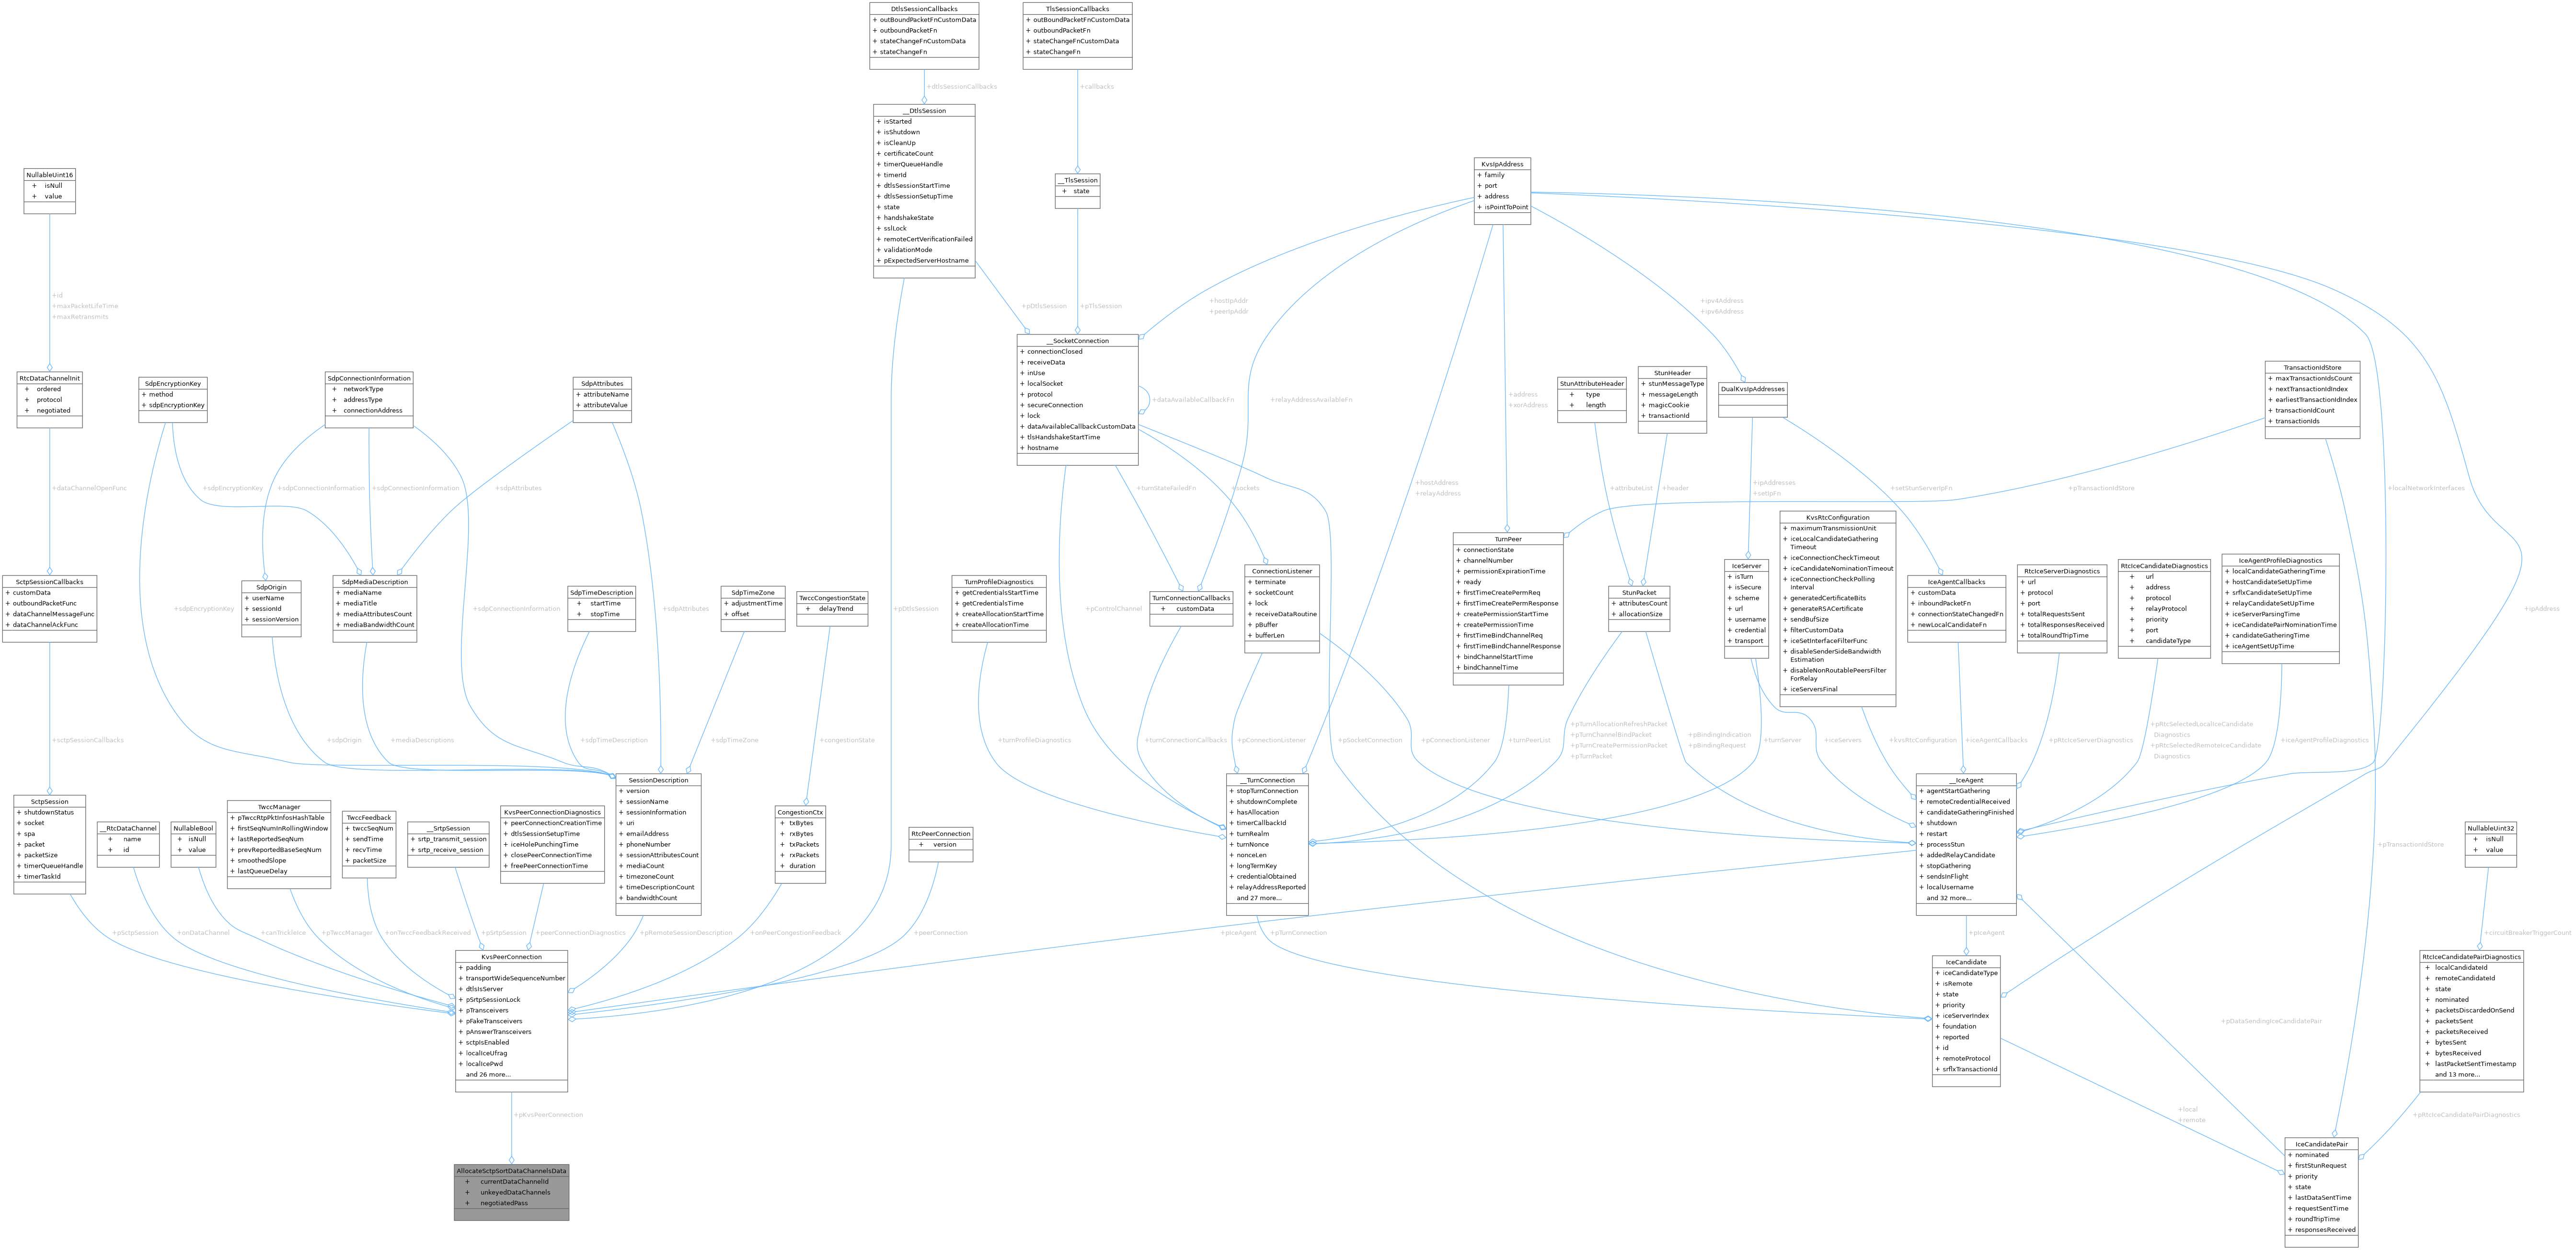 DtlsSessionCallbacks
+ outBoundPacketFnCustomData
+ outboundPacketFn
+ stateChangeFnCustomData
+ stateChangeFn
TlsSessionCallbacks
+ outBoundPacketFnCustomData
+ outboundPacketFn
+ stateChangeFnCustomData
+ stateChangeFn
+dtlsSessionCallbacks
+callbacks
__DtlsSession
+ isStarted
+ isShutdown
+ isCleanUp
+ certificateCount
+ timerQueueHandle
+ timerId
+ dtlsSessionStartTime
+ dtlsSessionSetupTime
+ state
+ handshakeState
+ sslLock
+ remoteCertVerificationFailed
+ validationMode
+ pExpectedServerHostname
__TlsSession
+ state
KvsIpAddress
+ family
+ port
+ address
+ isPointToPoint
NullableUint16
+ isNull
+ value
+id
+maxPacketLifeTime
+maxRetransmits
+pDtlsSession
+pTlsSession
+hostIpAddr
+peerIpAddr
+ipv4Address
+ipv6Address
__SocketConnection
+ connectionClosed
+ receiveData
+ inUse
+ localSocket
+ protocol
+ secureConnection
+ lock
+ dataAvailableCallbackCustomData
+ tlsHandshakeStartTime
+ hostname
+dataAvailableCallbackFn
+relayAddressAvailableFn
+address
+xorAddress
RtcDataChannelInit
+ ordered
+ protocol
+ negotiated
SdpEncryptionKey
+ method
+ sdpEncryptionKey
SdpConnectionInformation
+ networkType
+ addressType
+ connectionAddress
SdpAttributes
+ attributeName
+ attributeValue
StunAttributeHeader
+ type
+ length
StunHeader
+ stunMessageType
+ messageLength
+ magicCookie
+ transactionId
DualKvsIpAddresses
TransactionIdStore
+ maxTransactionIdsCount
+ nextTransactionIdIndex
+ earliestTransactionIdIndex
+ transactionIdCount
+ transactionIds
+dataChannelOpenFunc
+sdpEncryptionKey
+sdpConnectionInformation
+sdpConnectionInformation
+sdpAttributes
+turnStateFailedFn
+sockets
+hostAddress
+relayAddress
+attributeList
+header
+ipAddresses
+setIpFn
+setStunServerIpFn
+pTransactionIdStore
+localNetworkInterfaces
SctpSessionCallbacks
+ customData
+ outboundPacketFunc
+ dataChannelMessageFunc
+ dataChannelAckFunc
+sdpEncryptionKey
SdpOrigin
+ userName
+ sessionId
+ sessionVersion
SdpMediaDescription
+ mediaName
+ mediaTitle
+ mediaAttributesCount
+ mediaBandwidthCount
+sdpConnectionInformation
SdpTimeDescription
+ startTime
+ stopTime
+sdpAttributes
SdpTimeZone
+ adjustmentTime
+ offset
TwccCongestionState
+ delayTrend
+pDtlsSession
TurnProfileDiagnostics
+ getCredentialsStartTime
+ getCredentialsTime
+ createAllocationStartTime
+ createAllocationTime
+pControlChannel
TurnConnectionCallbacks
+ customData
ConnectionListener
+ terminate
+ socketCount
+ lock
+ receiveDataRoutine
+ pBuffer
+ bufferLen
TurnPeer
+ connectionState
+ channelNumber
+ permissionExpirationTime
+ ready
+ firstTimeCreatePermReq
+ firstTimeCreatePermResponse
+ createPermissionStartTime
+ createPermissionTime
+ firstTimeBindChannelReq
+ firstTimeBindChannelResponse
+ bindChannelStartTime
+ bindChannelTime
StunPacket
+ attributesCount
+ allocationSize
IceServer
+ isTurn
+ isSecure
+ scheme
+ url
+ username
+ credential
+ transport
KvsRtcConfiguration
+ maximumTransmissionUnit
+ iceLocalCandidateGathering
Timeout
+ iceConnectionCheckTimeout
+ iceCandidateNominationTimeout
+ iceConnectionCheckPolling
Interval
+ generatedCertificateBits
+ generateRSACertificate
+ sendBufSize
+ filterCustomData
+ iceSetInterfaceFilterFunc
+ disableSenderSideBandwidth
Estimation
+ disableNonRoutablePeersFilter
ForRelay
+ iceServersFinal
IceAgentCallbacks
+ customData
+ inboundPacketFn
+ connectionStateChangedFn
+ newLocalCandidateFn
RtcIceServerDiagnostics
+ url
+ protocol
+ port
+ totalRequestsSent
+ totalResponsesReceived
+ totalRoundTripTime
RtcIceCandidateDiagnostics
+ url
+ address
+ protocol
+ relayProtocol
+ priority
+ port
+ candidateType
IceAgentProfileDiagnostics
+ localCandidateGatheringTime
+ hostCandidateSetUpTime
+ srflxCandidateSetUpTime
+ relayCandidateSetUpTime
+ iceServerParsingTime
+ iceCandidatePairNominationTime
+ candidateGatheringTime
+ iceAgentSetUpTime
+ipAddress
+sctpSessionCallbacks
+sdpOrigin
+mediaDescriptions
+sdpTimeDescription
+sdpTimeZone
+congestionState
+turnProfileDiagnostics
+turnConnectionCallbacks
+pConnectionListener
+pSocketConnection
+pConnectionListener
+turnPeerList
+pTurnAllocationRefreshPacket
+pTurnChannelBindPacket
+pTurnCreatePermissionPacket
+pTurnPacket
+pBindingIndication
+pBindingRequest
+turnServer
+iceServers
+kvsRtcConfiguration
+iceAgentCallbacks
+pRtcIceServerDiagnostics
+pRtcSelectedLocalIceCandidate
Diagnostics
+pRtcSelectedRemoteIceCandidate
Diagnostics
+iceAgentProfileDiagnostics
SctpSession
+ shutdownStatus
+ socket
+ spa
+ packet
+ packetSize
+ timerQueueHandle
+ timerTaskId
__RtcDataChannel
+ name
+ id
NullableBool
+ isNull
+ value
TwccManager
+ pTwccRtpPktInfosHashTable
+ firstSeqNumInRollingWindow
+ lastReportedSeqNum
+ prevReportedBaseSeqNum
+ smoothedSlope
+ lastQueueDelay
TwccFeedback
+ twccSeqNum
+ sendTime
+ recvTime
+ packetSize
__SrtpSession
+ srtp_transmit_session
+ srtp_receive_session
KvsPeerConnectionDiagnostics
+ peerConnectionCreationTime
+ dtlsSessionSetupTime
+ iceHolePunchingTime
+ closePeerConnectionTime
+ freePeerConnectionTime
SessionDescription
+ version
+ sessionName
+ sessionInformation
+ uri
+ emailAddress
+ phoneNumber
+ sessionAttributesCount
+ mediaCount
+ timezoneCount
+ timeDescriptionCount
+ bandwidthCount
CongestionCtx
+ txBytes
+ rxBytes
+ txPackets
+ rxPackets
+ duration
RtcPeerConnection
+ version
__TurnConnection
+ stopTurnConnection
+ shutdownComplete
+ hasAllocation
+ timerCallbackId
+ turnRealm
+ turnNonce
+ nonceLen
+ longTermKey
+ credentialObtained
+ relayAddressReported
and 27 more...
__IceAgent
+ agentStartGathering
+ remoteCredentialReceived
+ candidateGatheringFinished
+ shutdown
+ restart
+ processStun
+ addedRelayCandidate
+ stopGathering
+ sendsInFlight
+ localUsername
and 32 more...
+pTransactionIdStore
NullableUint32
+ isNull
+ value
+pSctpSession
+onDataChannel
+canTrickleIce
+pTwccManager
+onTwccFeedbackReceived
+pSrtpSession
+peerConnectionDiagnostics
+pRemoteSessionDescription
+onPeerCongestionFeedback
+peerConnection
+pIceAgent
+pTurnConnection
+pIceAgent
+circuitBreakerTriggerCount
KvsPeerConnection
+ padding
+ transportWideSequenceNumber
+ dtlsIsServer
+ pSrtpSessionLock
+ pTransceivers
+ pFakeTransceivers
+ pAnswerTransceivers
+ sctpIsEnabled
+ localIceUfrag
+ localIcePwd
and 26 more...
IceCandidate
+ iceCandidateType
+ isRemote
+ state
+ priority
+ iceServerIndex
+ foundation
+ reported
+ id
+ remoteProtocol
+ srflxTransactionId
+pDataSendingIceCandidatePair
RtcIceCandidatePairDiagnostics
+ localCandidateId
+ remoteCandidateId
+ state
+ nominated
+ packetsDiscardedOnSend
+ packetsSent
+ packetsReceived
+ bytesSent
+ bytesReceived
+ lastPacketSentTimestamp
and 13 more...
+pKvsPeerConnection
+local
+remote
+pRtcIceCandidatePairDiagnostics
AllocateSctpSortDataChannelsData
+ currentDataChannelId
+ unkeyedDataChannels
+ negotiatedPass
IceCandidatePair
+ nominated
+ firstStunRequest
+ priority
+ state
+ lastDataSentTime
+ requestSentTime
+ roundTripTime
+ responsesReceived